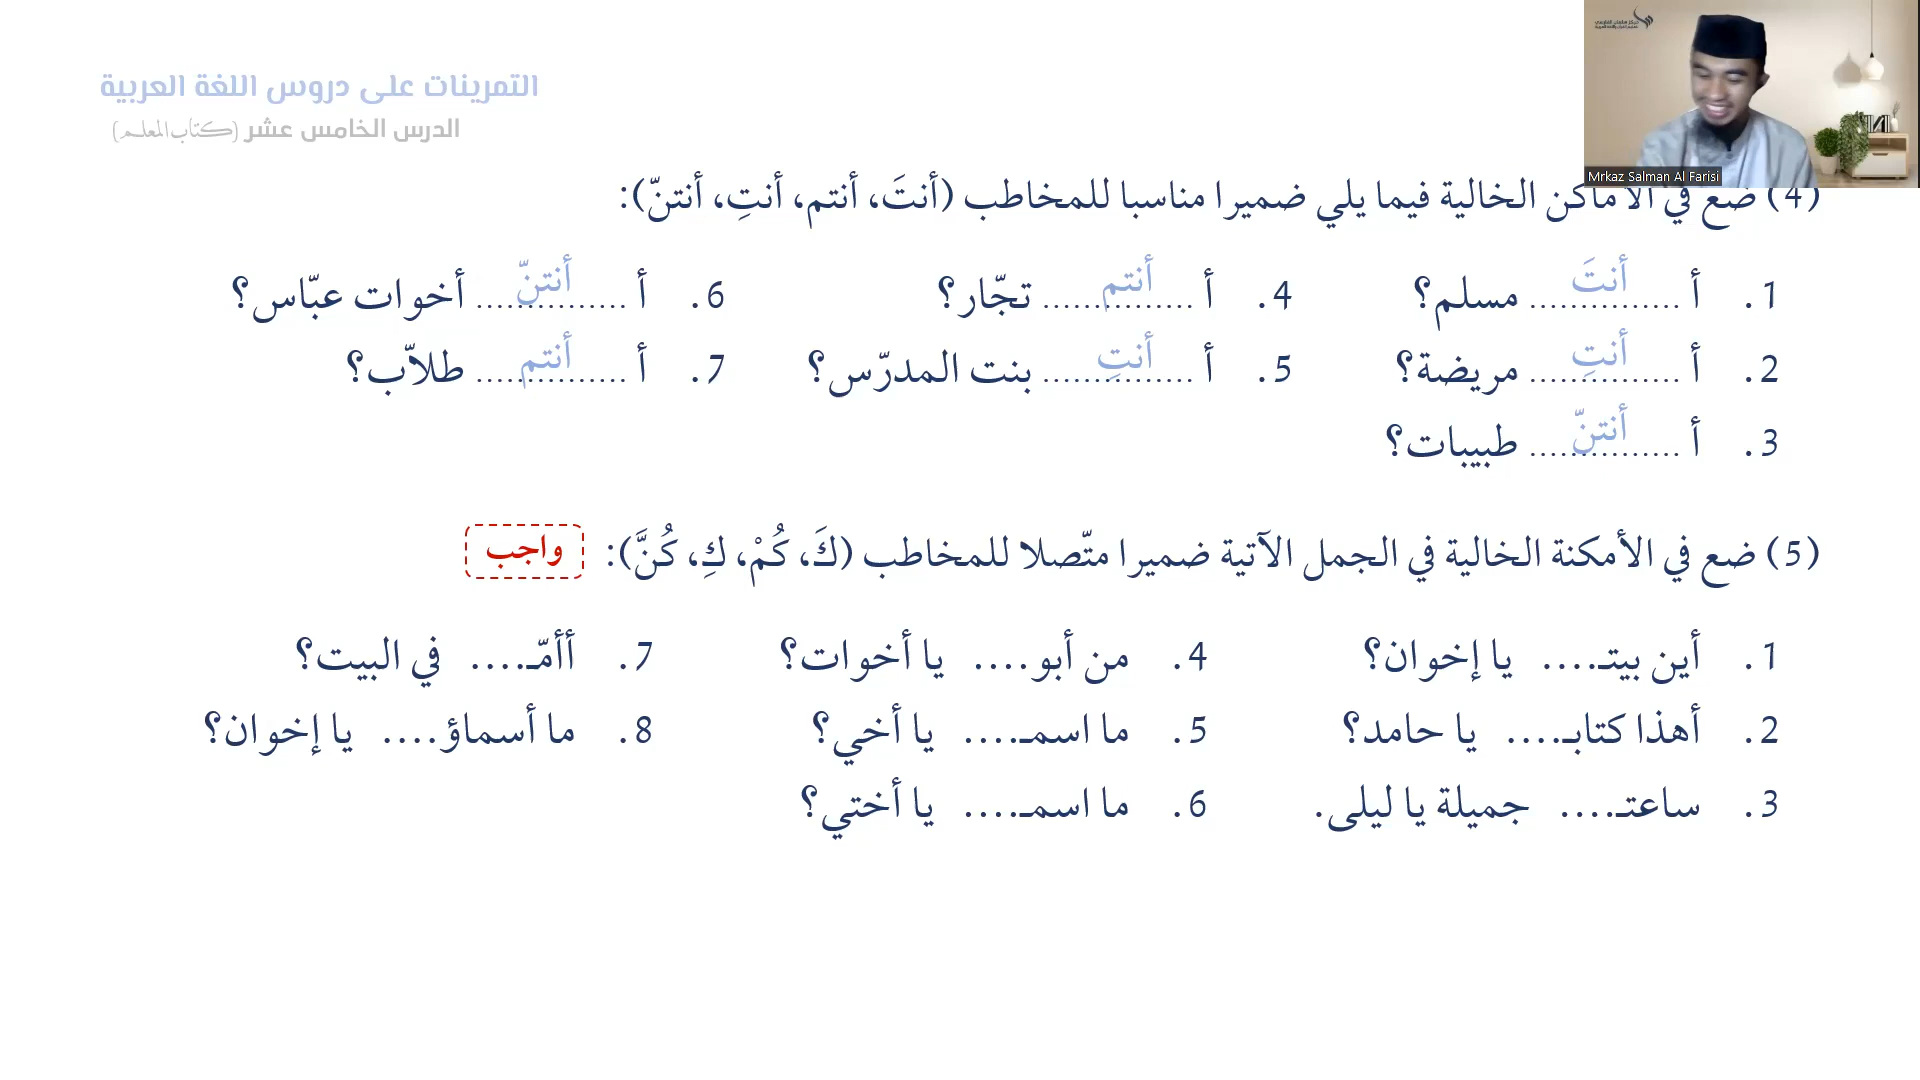 التمرينات على دروس اللغة العربية
الدرس الخامس عشر (كتاب المعلم)
Mrkaz Salman Al Farisi
(4) ضع في الأماكن الخالية فيما يلي ضميرا مناسبا للمخاطب (أنتَ، أنتم، أنتِ، أنتنّ):
1. أ ...أنتَ... مسلم؟ 4. أ ...أنتم... تجّار؟ 6. أ ...أنتنّ... أخوات عبّاس؟
2. أ ...أنتِ... مريضة؟ 5. أ ...أنتِ... بنت المدرّس؟ 7. أ ...أنتم... طلاّب؟
3. أ ...أنتنّ... طبيبات؟
(5) ضع في الأمكنة الخالية في الجمل الآتية ضميرا متّصلا للمخاطب (كَ، كُمْ، كِ، كُنَّ): واجب
1. أين بيتـ.... يا إخوان؟ 4. من أبو.... يا أخوات؟ 7. أأمّـ.... في البيت؟
2. أهذا كتابـ.... يا حامد؟ 5. ما اسمـ.... يا أخي؟ 8. ما أسماؤ.... يا إخوان؟
3. ساعتـ.... جميلة يا ليلى. 6. ما اسمـ.... يا أختي؟